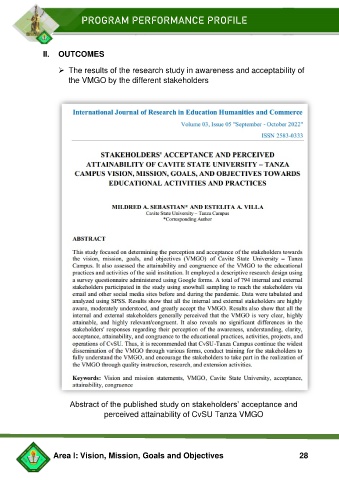 PROGRAM PERFORMANCE PROFILE
II. OUTCOMES
➢ The results of the research study in awareness and acceptability of
the VMGO by the different stakeholders
International Journal of Research in Education Humanities and Commerce
Volume 03, Issue 05 "September - October 2022"
ISSN 2583-0333
STAKEHOLDERS' ACCEPTANCE AND PERCEIVED
ATTAINABILITY OF CAVITE STATE UNIVERSITY – TANZA
CAMPUS VISION, MISSION, GOALS, AND OBJECTIVES TOWARDS
EDUCATIONAL ACTIVITIES AND PRACTICES
MILDRED A. SEBASTIAN* AND ESTELITA A. VILLA
Cavite State University – Tanza Campus
*Corresponding Author
ABSTRACT
This study focused on determining the perception and acceptance of the stakeholders towards
the vision, mission, goals, and objectives (VMGO) of Cavite State University – Tanza
Campus. It also assessed the attainability and congruence of the VMGO to the educational
practices and activities of the said institution. It employed a descriptive research design using
a survey questionnaire administered using Google forms. A total of 794 internal and external
stakeholders participated in the study using snowball sampling to reach the stakeholders via
email and other social media sites before and during the pandemic. Data were tabulated and
analyzed using SPSS. Results show that all the internal and external stakeholders are highly
aware, moderately understood, and greatly accept the VMGO. Results also show that all the
internal and external stakeholders generally perceived that the VMGO is very clear, highly
attainable, and highly relevant/congruent. It also reveals no significant differences in the
stakeholders' responses regarding their perception of the awareness, understanding, clarity,
acceptance, attainability, and congruence to the educational practices, activities, projects, and
operations of CvSU. Thus, it is recommended that CvSU-Tanza Campus continue the widest
dissemination of the VMGO through various forms, conduct training for the stakeholders to
fully understand the VMGO, and encourage the stakeholders to take part in the realization of
the VMGO through quality instruction, research, and extension activities.
Keywords: Vision and mission statements, VMGO, Cavite State University, acceptance,
attainability, congruence
Abstract of the published study on stakeholders' acceptance and
perceived attainability of CvSU Tanza VMGO
Area I: Vision, Mission, Goals and Objectives 28